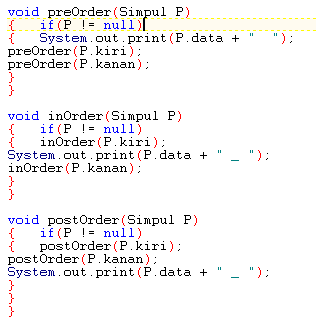 void preOrder(Simpul P)
{   if(P != null)
{   System.out.print(P.data + "  ");
preOrder(P.kiri);
preOrder(P.kanan);
}
}
void inOrder(Simpul P)
{   if(P != null)
{   inOrder(P.kiri);
System.out.print(P.data + " _ ");
inOrder(P.kanan);
}
}
void postOrder(Simpul P)
{   if(P != null)
{   postOrder(P.kiri);
postOrder(P.kanan);
System.out.print(P.data + " _ ");
}
}
}